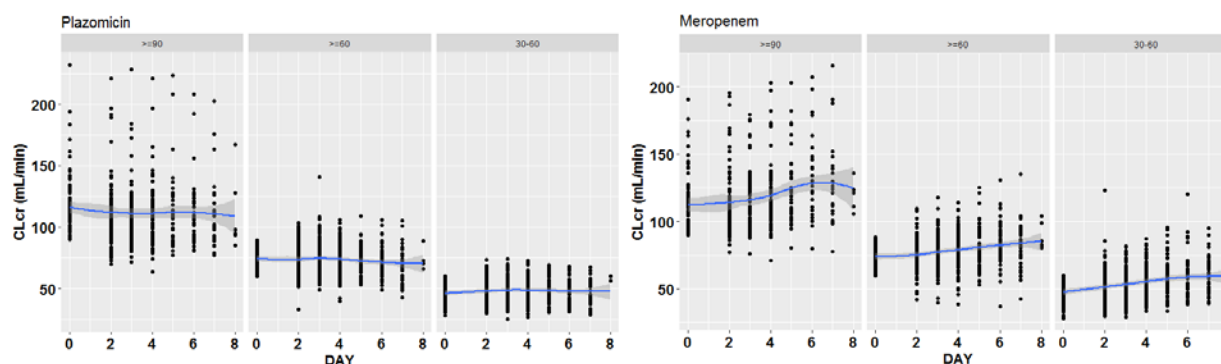 Plazomicin
>=90 >=60 30-60
CLcr (mL/min)
200
150
100
50
0 2 4 6 8 0 2 4 6 8 0 2 4 6 8
DAY
Meropenem
>=90 >=60 30-60
CLcr (mL/min)
200
150
100
50
0 2 4 6 8 0 2 4 6 8 0 2 4 6
DAY